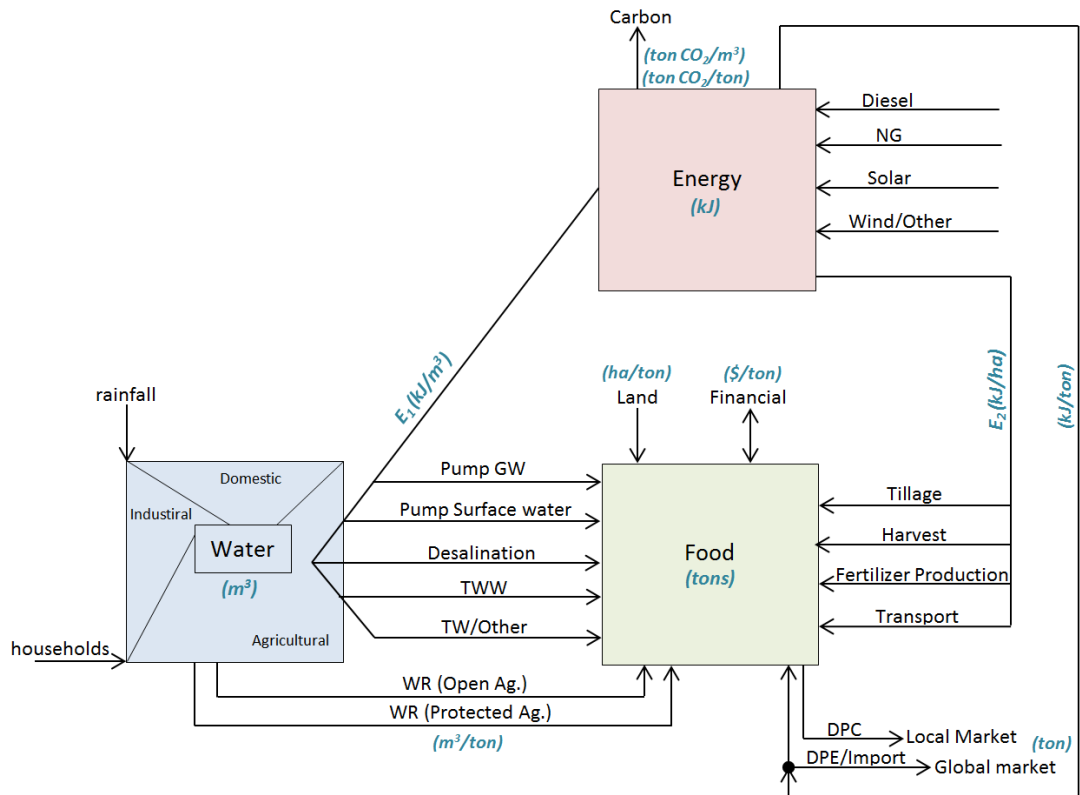 Carbon
(ton CO₂/m³)
(ton CO₂/ton)
Diesel
NG
Solar
Wind/Other
Energy
(kJ)
E₁ (kJ/m³)
E₂ (kJ/ha)
(kJ/ton)
rainfall
(ha/ton)
Land
($/ton)
Financial
Domestic
Industiral
Water
(m³)
Agricultural
households
Pump GW
Pump Surface water
Desalination
TWW
TW/Other
Food
(tons)
Tillage
Harvest
Fertilizer Production
Transport
WR (Open Ag.)
WR (Protected Ag.)
(m³/ton)
DPC
Local Market
(ton)
DPE/Import
Global market